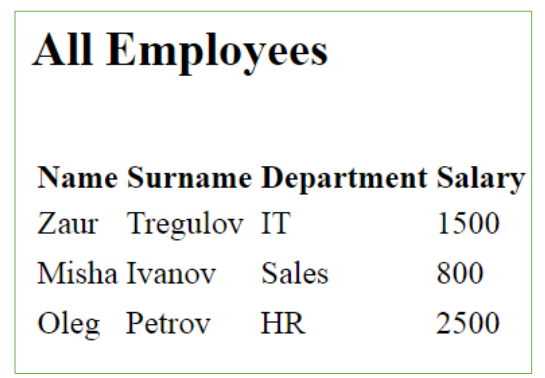 All Employees
Name Surname Department Salary
Zaur Tregulov IT 1500
Misha Ivanov Sales 800
Oleg Petrov HR 2500